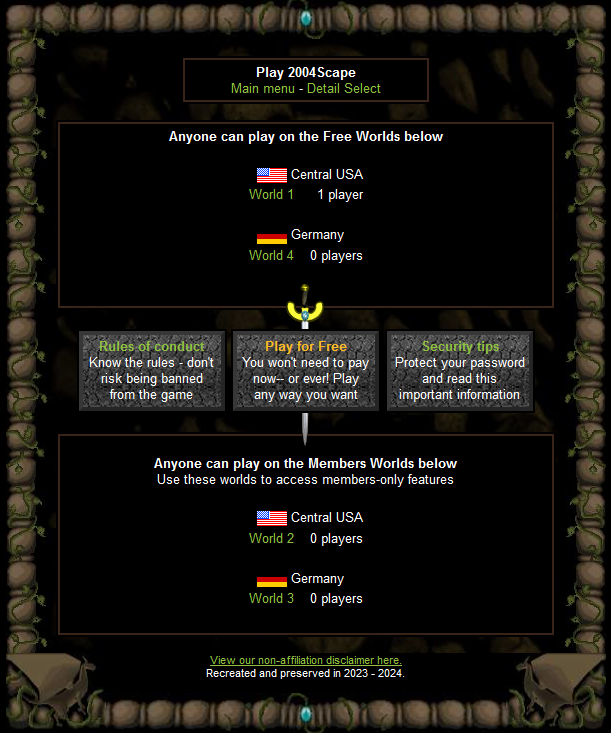 Play 2004Scape
Main menu - Detail Select
Anyone can play on the Free Worlds below
Central USA
World 1 1 player
Germany
World 4 0 players
Rules of conduct
Know the rules - don't
risk being banned
from the game
Play for Free
You won't need to pay
now-- or ever! Play
any way you want
Security tips
Protect your password
and read this
important information
Anyone can play on the Members Worlds below
Use these worlds to access members-only features
Central USA
World 2 0 players
Germany
World 3 0 players
View our non-affiliation disclaimer here.
Recreated and preserved in 2023 - 2024.